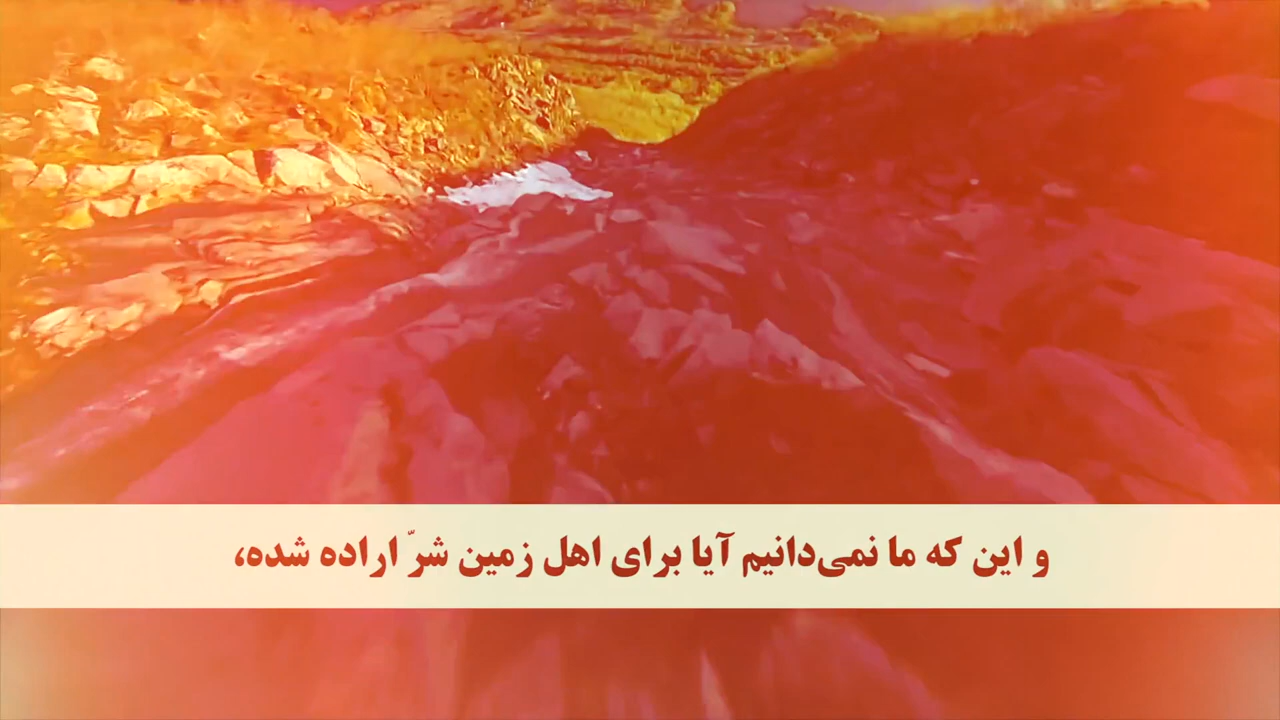 و این که ما نمی‌دانیم آیا برای اهل زمین شرّ اراده شده،